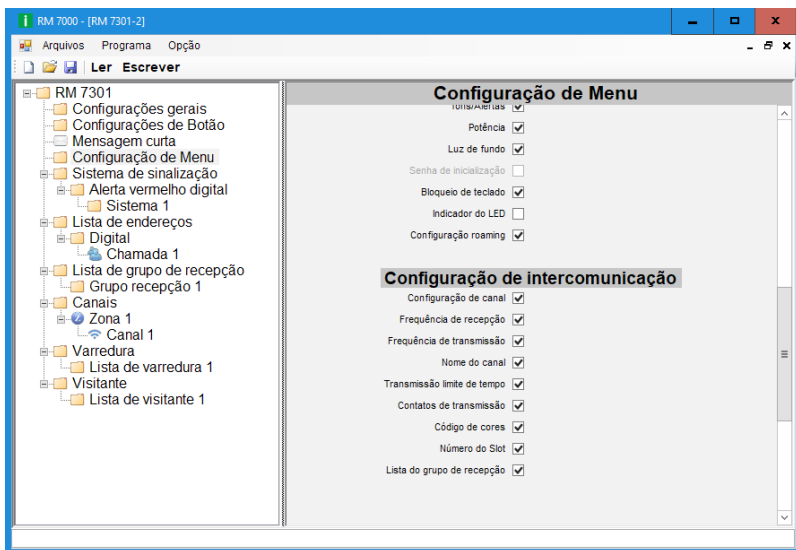 RM 7000 - [RM 7301-2]
Arquivos Programa Opção
Ler Escrever
RM 7301
Configurações gerais
Configurações de Botão
Mensagem curta
Configuração de Menu
Sistema de sinalização
Alerta vermelho digital
Sistema 1
Lista de endereços
Digital
Chamada 1
Lista de grupo de recepção
Grupo recepção 1
Canais
Zona 1
Canal 1
Varredura
Lista de varredura 1
Visitante
Lista de visitante 1
Configuração de Menu
Tons/Alertas
Potência
Luz de fundo
Senha de inicialização
Bloqueio de teclado
Indicador do LED
Configuração roaming
Configuração de intercomunicação
Configuração de canal
Frequência de recepção
Frequência de transmissão
Nome do canal
Transmissão limite de tempo
Contatos de transmissão
Código de cores
Número do Slot
Lista do grupo de recepção